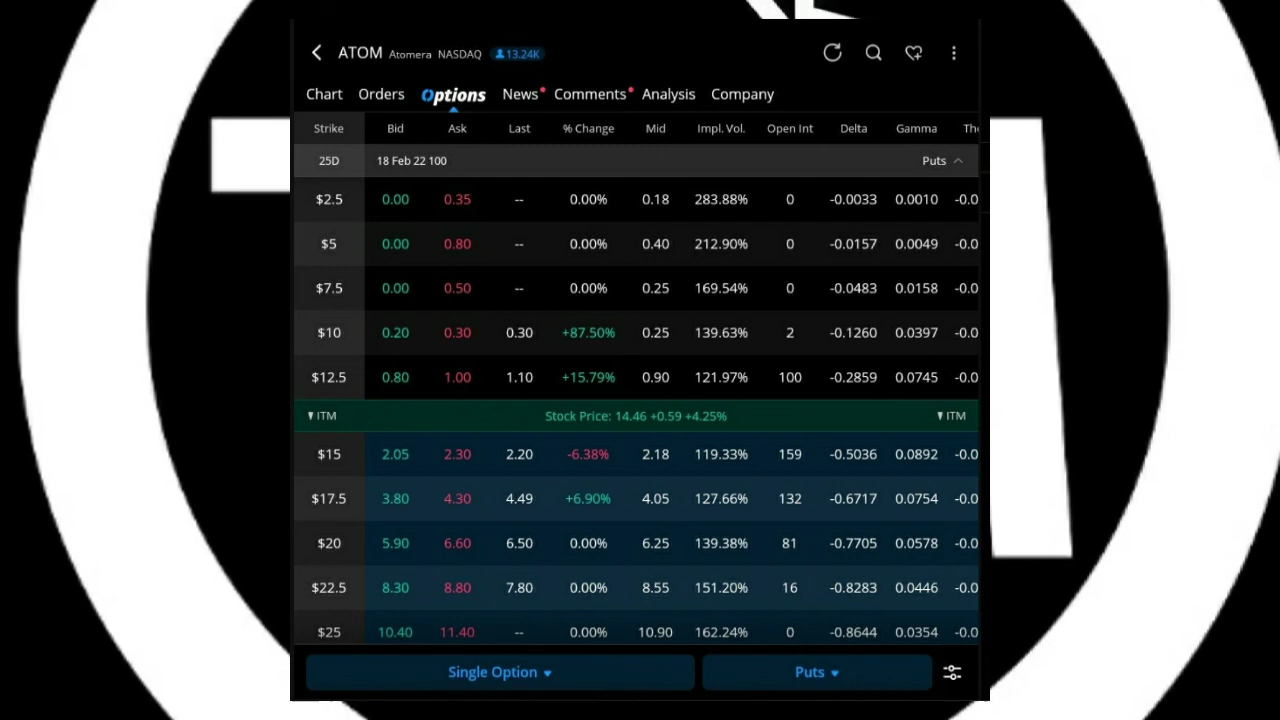 ATOM Atomera NASDAQ 13.24K
Chart Orders Options News Comments Analysis Company
Strike Bid Ask Last % Change Mid Impl. Vol. Open Int Delta Gamma Th
25D 18 Feb 22 100 Puts
$2.5 0.00 0.35 -- 0.00% 0.18 283.88% 0 -0.0033 0.0010 -0.0
$5 0.00 0.80 -- 0.00% 0.40 212.90% 0 -0.0157 0.0049 -0.0
$7.5 0.00 0.50 -- 0.00% 0.25 169.54% 0 -0.0483 0.0158 -0.0
$10 0.20 0.30 0.30 +87.50% 0.25 139.63% 2 -0.1260 0.0397 -0.0
$12.5 0.80 1.00 1.10 +15.79% 0.90 121.97% 100 -0.2859 0.0745 -0.0
ITM Stock Price: 14.46 +0.59 +4.25% ITM
$15 2.05 2.30 2.20 -6.38% 2.18 119.33% 159 -0.5036 0.0892 -0.0
$17.5 3.80 4.30 4.49 +6.90% 4.05 127.66% 132 -0.6717 0.0754 -0.0
$20 5.90 6.60 6.50 0.00% 6.25 139.38% 81 -0.7705 0.0578 -0.0
$22.5 8.30 8.80 7.80 0.00% 8.55 151.20% 16 -0.8283 0.0446 -0.0
$25 10.40 11.40 -- 0.00% 10.90 162.24% 0 -0.8644 0.0354 -0.0
Single Option Puts